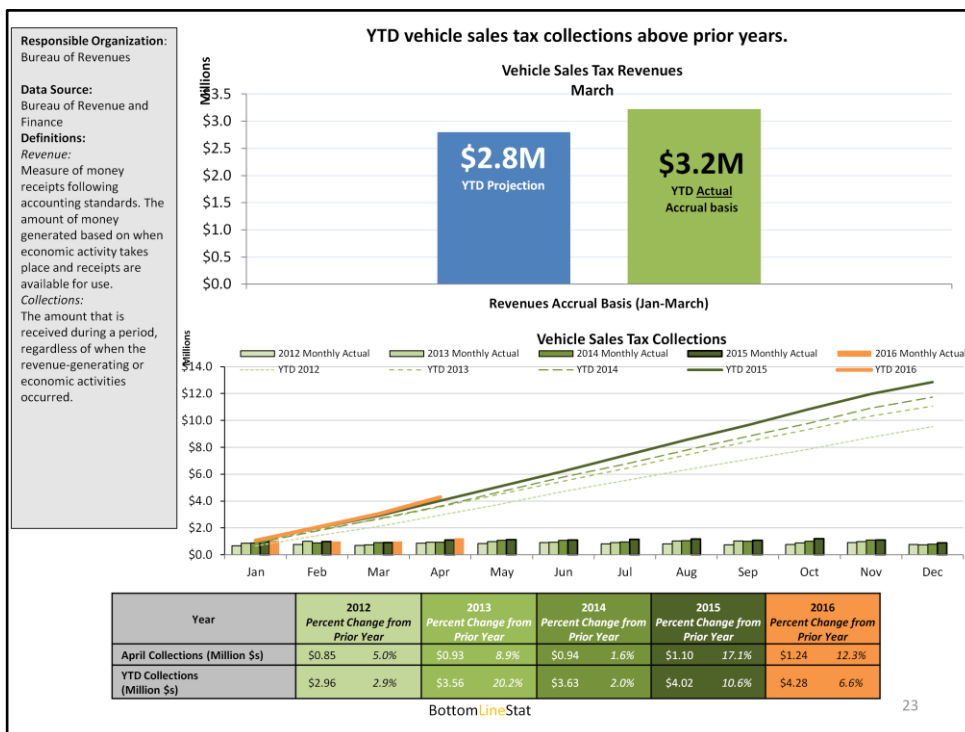 YTD vehicle sales tax collections above prior years.
Responsible Organization:
Bureau of Revenues
Data Source:
Bureau of Revenue and
Finance
Definitions:
Revenue:
Measure of money
receipts following
accounting standards. The
amount of money
generated based on when
economic activity takes
place and receipts are
available for use.
Collections:
The amount that is
received during a period,
regardless of when the
revenue-generating or
economic activities
occurred.
Vehicle Sales Tax Revenues
March
Millions
$3.5
$3.0
$2.5
$2.0
$1.5
$1.0
$0.5
$0.0
$2.8M
YTD Projection
$3.2M
YTD Actual
Accrual basis
Revenues Accrual Basis (Jan-March)
Vehicle Sales Tax Collections
Millions
2012 Monthly Actual 2013 Monthly Actual 2014 Monthly Actual 2015 Monthly Actual 2016 Monthly Actual
YTD 2012 YTD 2013 YTD 2014 YTD 2015 YTD 2016
$14.0
$12.0
$10.0
$8.0
$6.0
$4.0
$2.0
$0.0
Jan Feb Mar Apr May Jun Jul Aug Sep Oct Nov Dec
Year
2012
Percent Change from
Prior Year
2013
Percent Change from
Prior Year
2014
Percent Change from
Prior Year
2015
Percent Change from
Prior Year
2016
Percent Change from
Prior Year
April Collections (Million $s) $0.85 5.0% $0.93 8.9% $0.94 1.6% $1.10 17.1% $1.24 12.3%
YTD Collections
(Million $s) $2.96 2.9% $3.56 20.2% $3.63 2.0% $4.02 10.6% $4.28 6.6%
BottomLineStat
23